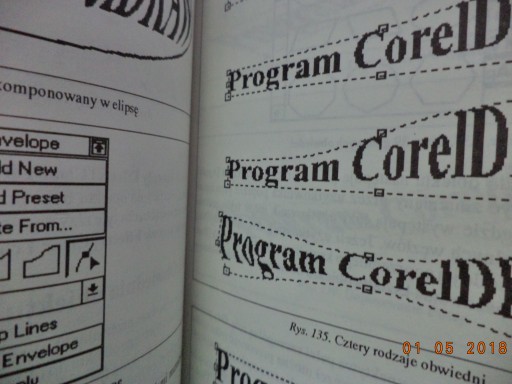 komponowany w elipsę
nvelope
ld New
d Preset
te From...
p Lines
Envelope
Program CorelD
Program CorelD
Program CorelD
Rys. 135. Cztery rodzaje obwiedni
Prog
01 05 2018